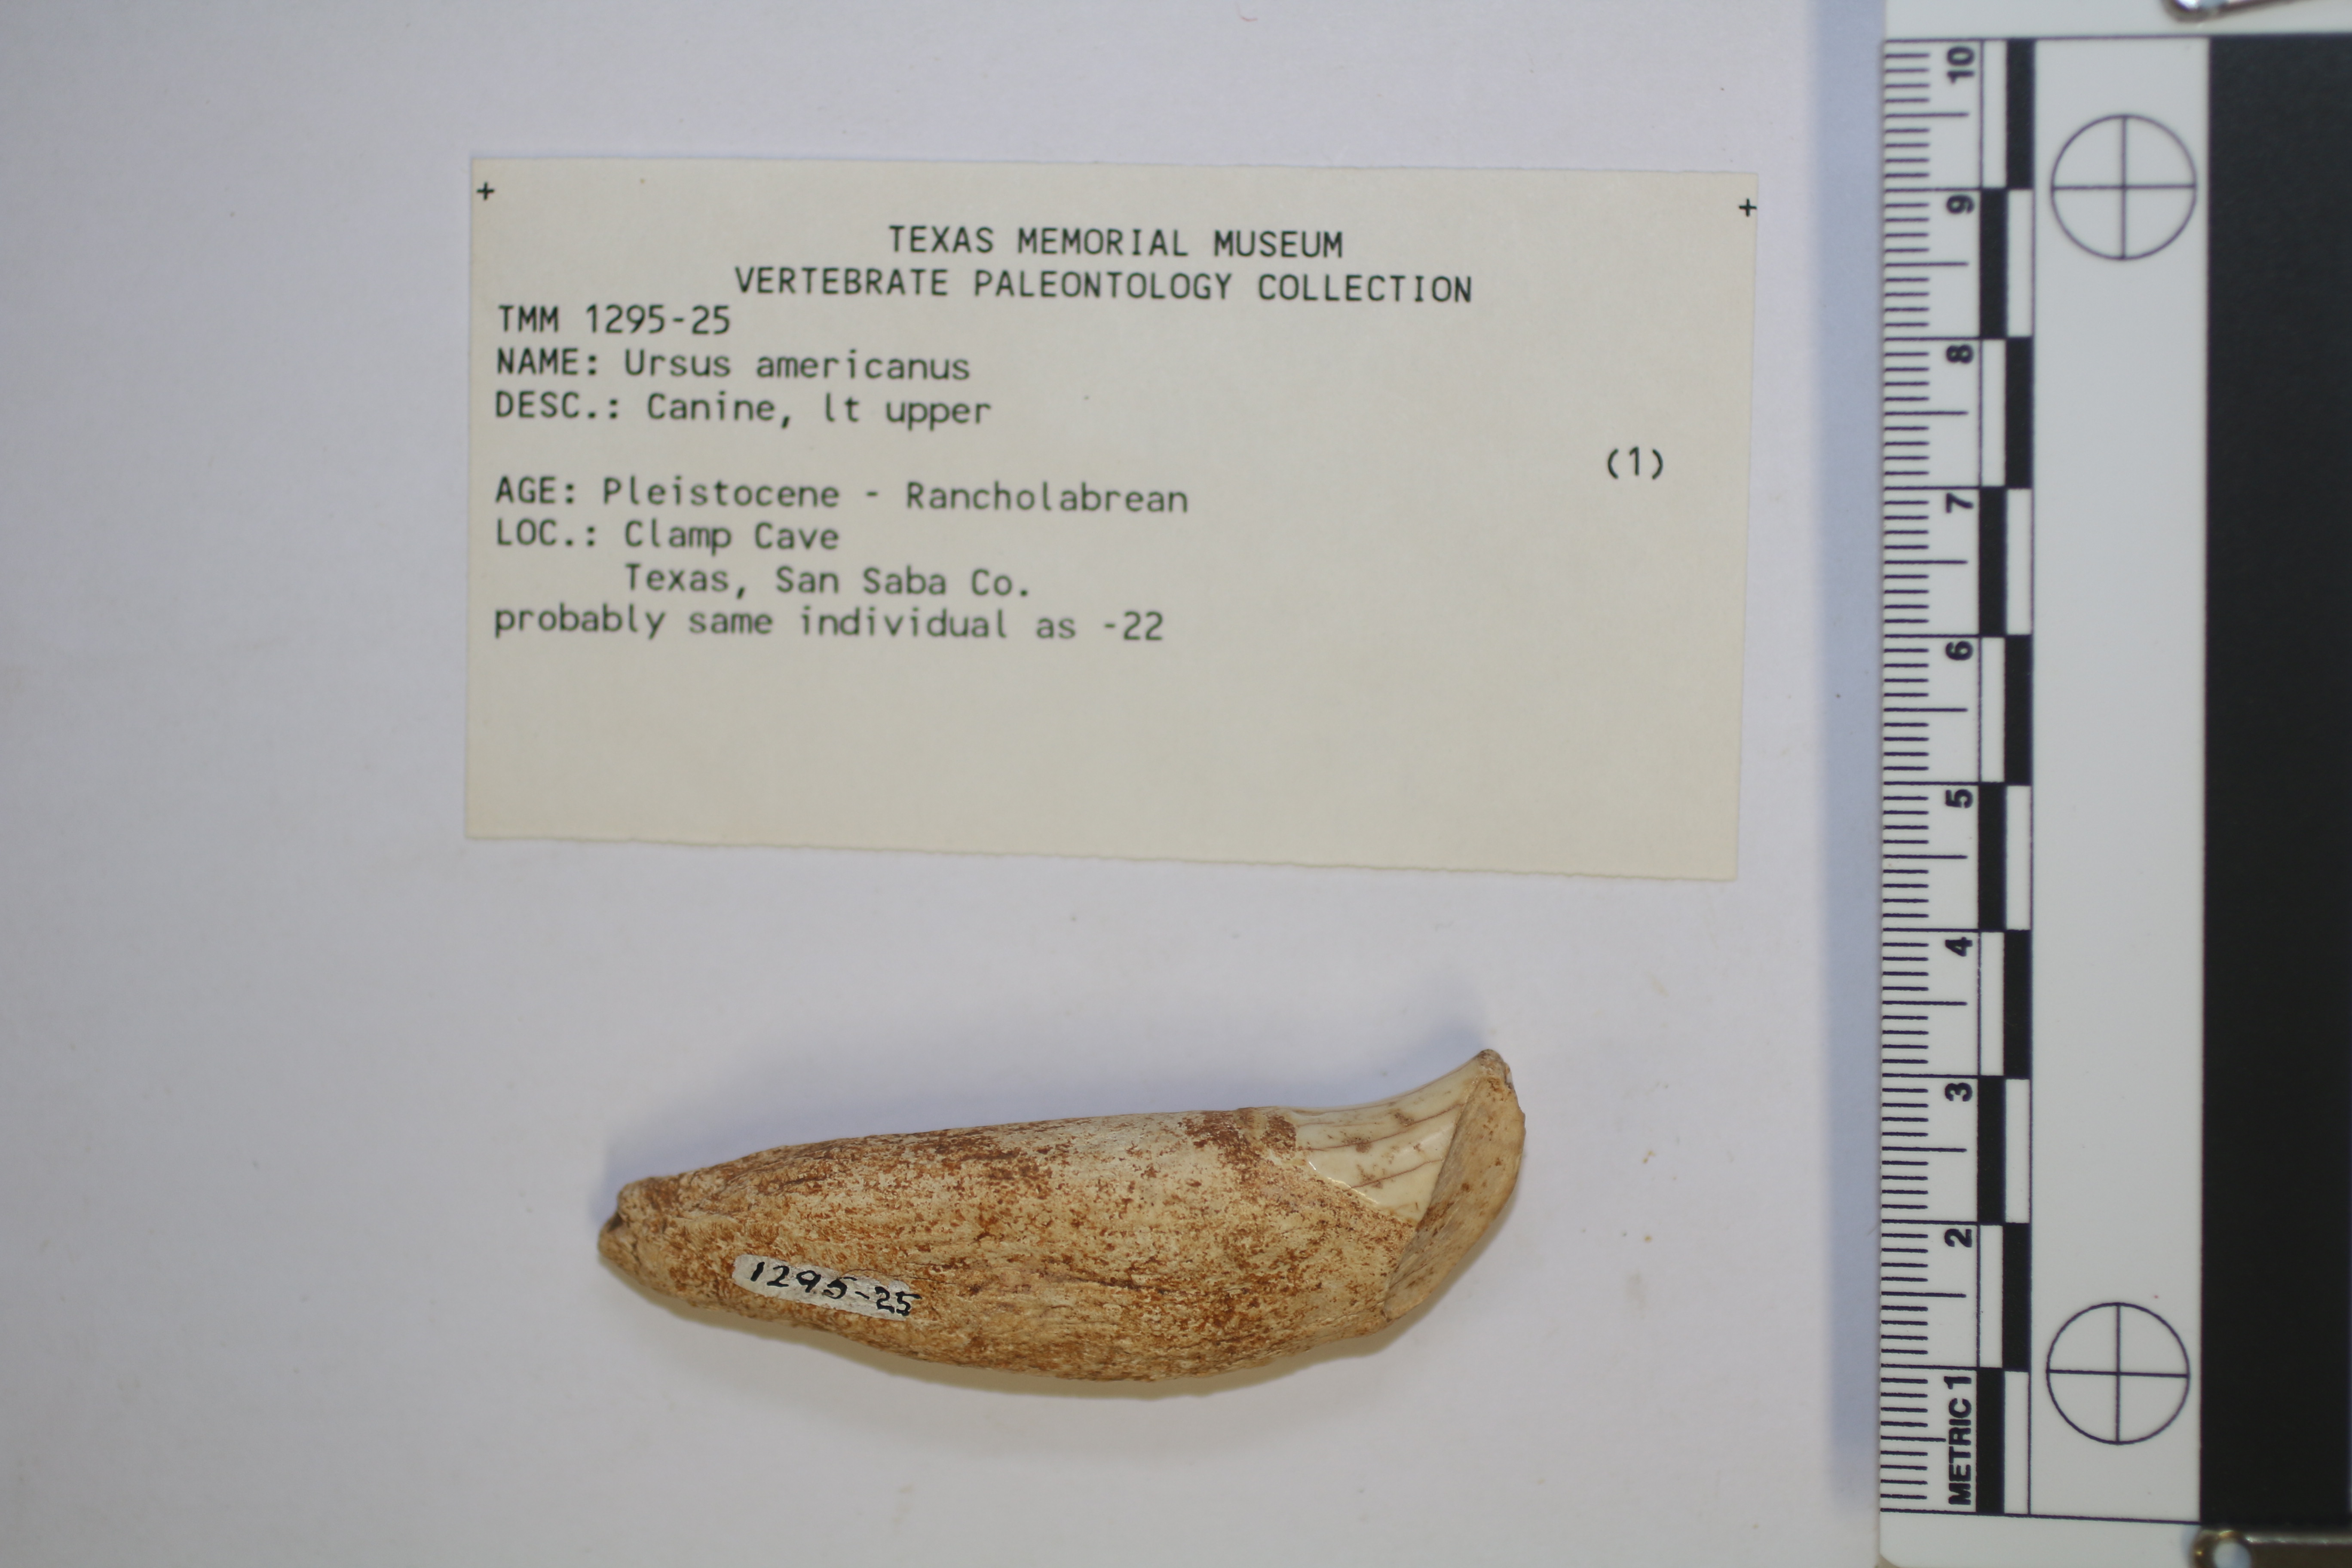 + +
TEXAS MEMORIAL MUSEUM
VERTEBRATE PALEONTOLOGY COLLECTION
TMM 1295-25
NAME: Ursus americanus
DESC.: Canine, lt upper
(1)
AGE: Pleistocene - Rancholabrean
LOC.: Clamp Cave
Texas, San Saba Co.
probably same individual as -22
1295-25
METRIC 1 2 3 4 5 6 7 8 9 10